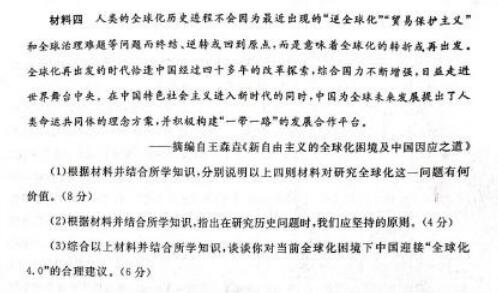 材料四　人类的全球化历史进程不会因为最近出现的“逆全球化”“贸易保护主义”
和全球治理难题等问题而终结、逆转或回到原点，而是意味着全球化的转折或再出发。
全球化再出发的时代恰逢中国经过四十多年的改革探索，综合国力不断增强，日益走进
世界舞台中央。在中国特色社会主义进入新时代的同时，中国为全球未来发展提出了人
类命运共同体的理念方案，并积极构建“一带一路”的发展合作平台。
——摘编自王森垚《新自由主义的全球化困境及中国因应之道》
(1)根据材料并结合所学知识，分别说明以上四则材料对研究全球化这一问题有何
价值。(8分)
(2)根据材料并结合所学知识，指出在研究历史问题时，我们应坚持的原则。(4分)
(3)综合以上材料并结合所学知识，谈谈你对当前全球化困境下中国迎接“全球化
4.0”的合理建议。(6分)